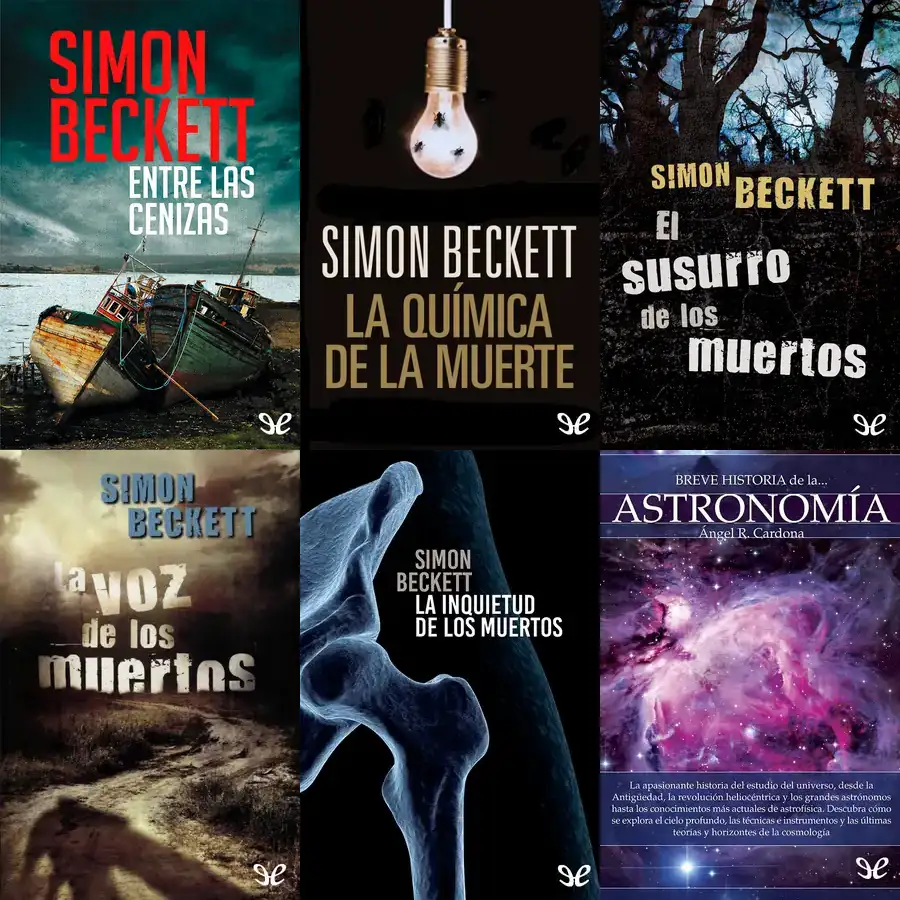 SIMON
BECKETT
ENTRE LAS
CENIZAS
SIMON BECKETT
LA QUÍMICA
DE LA MUERTE
SIMON BECKETT
El
susurro
de los
muertos
SIMON
BECKETT
la voz
de los
muertos
SIMON
BECKETT
LA INQUIETUD
DE LOS MUERTOS
BREVE HISTORIA de la...
ASTRONOMÍA
Ángel R. Cardona
La apasionante historia del estudio del universo, desde la
Antigüedad, la revolución heliocéntrica y los grandes astrónomos
hasta los conocimientos más actuales de astrofísica. Descubra cómo
se explora el cielo profundo, las técnicas e instrumentos y las últimas
teorías y horizontes de la cosmología